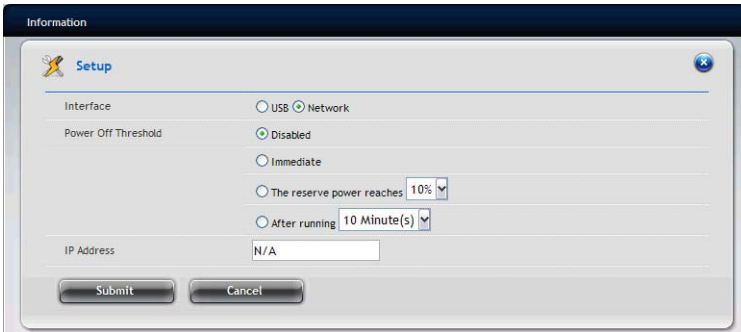 Information
Setup
Interface USB Network
Power Off Threshold Disabled
Immediate
The reserve power reaches 10%
After running 10 Minute(s)
IP Address N/A
Submit Cancel